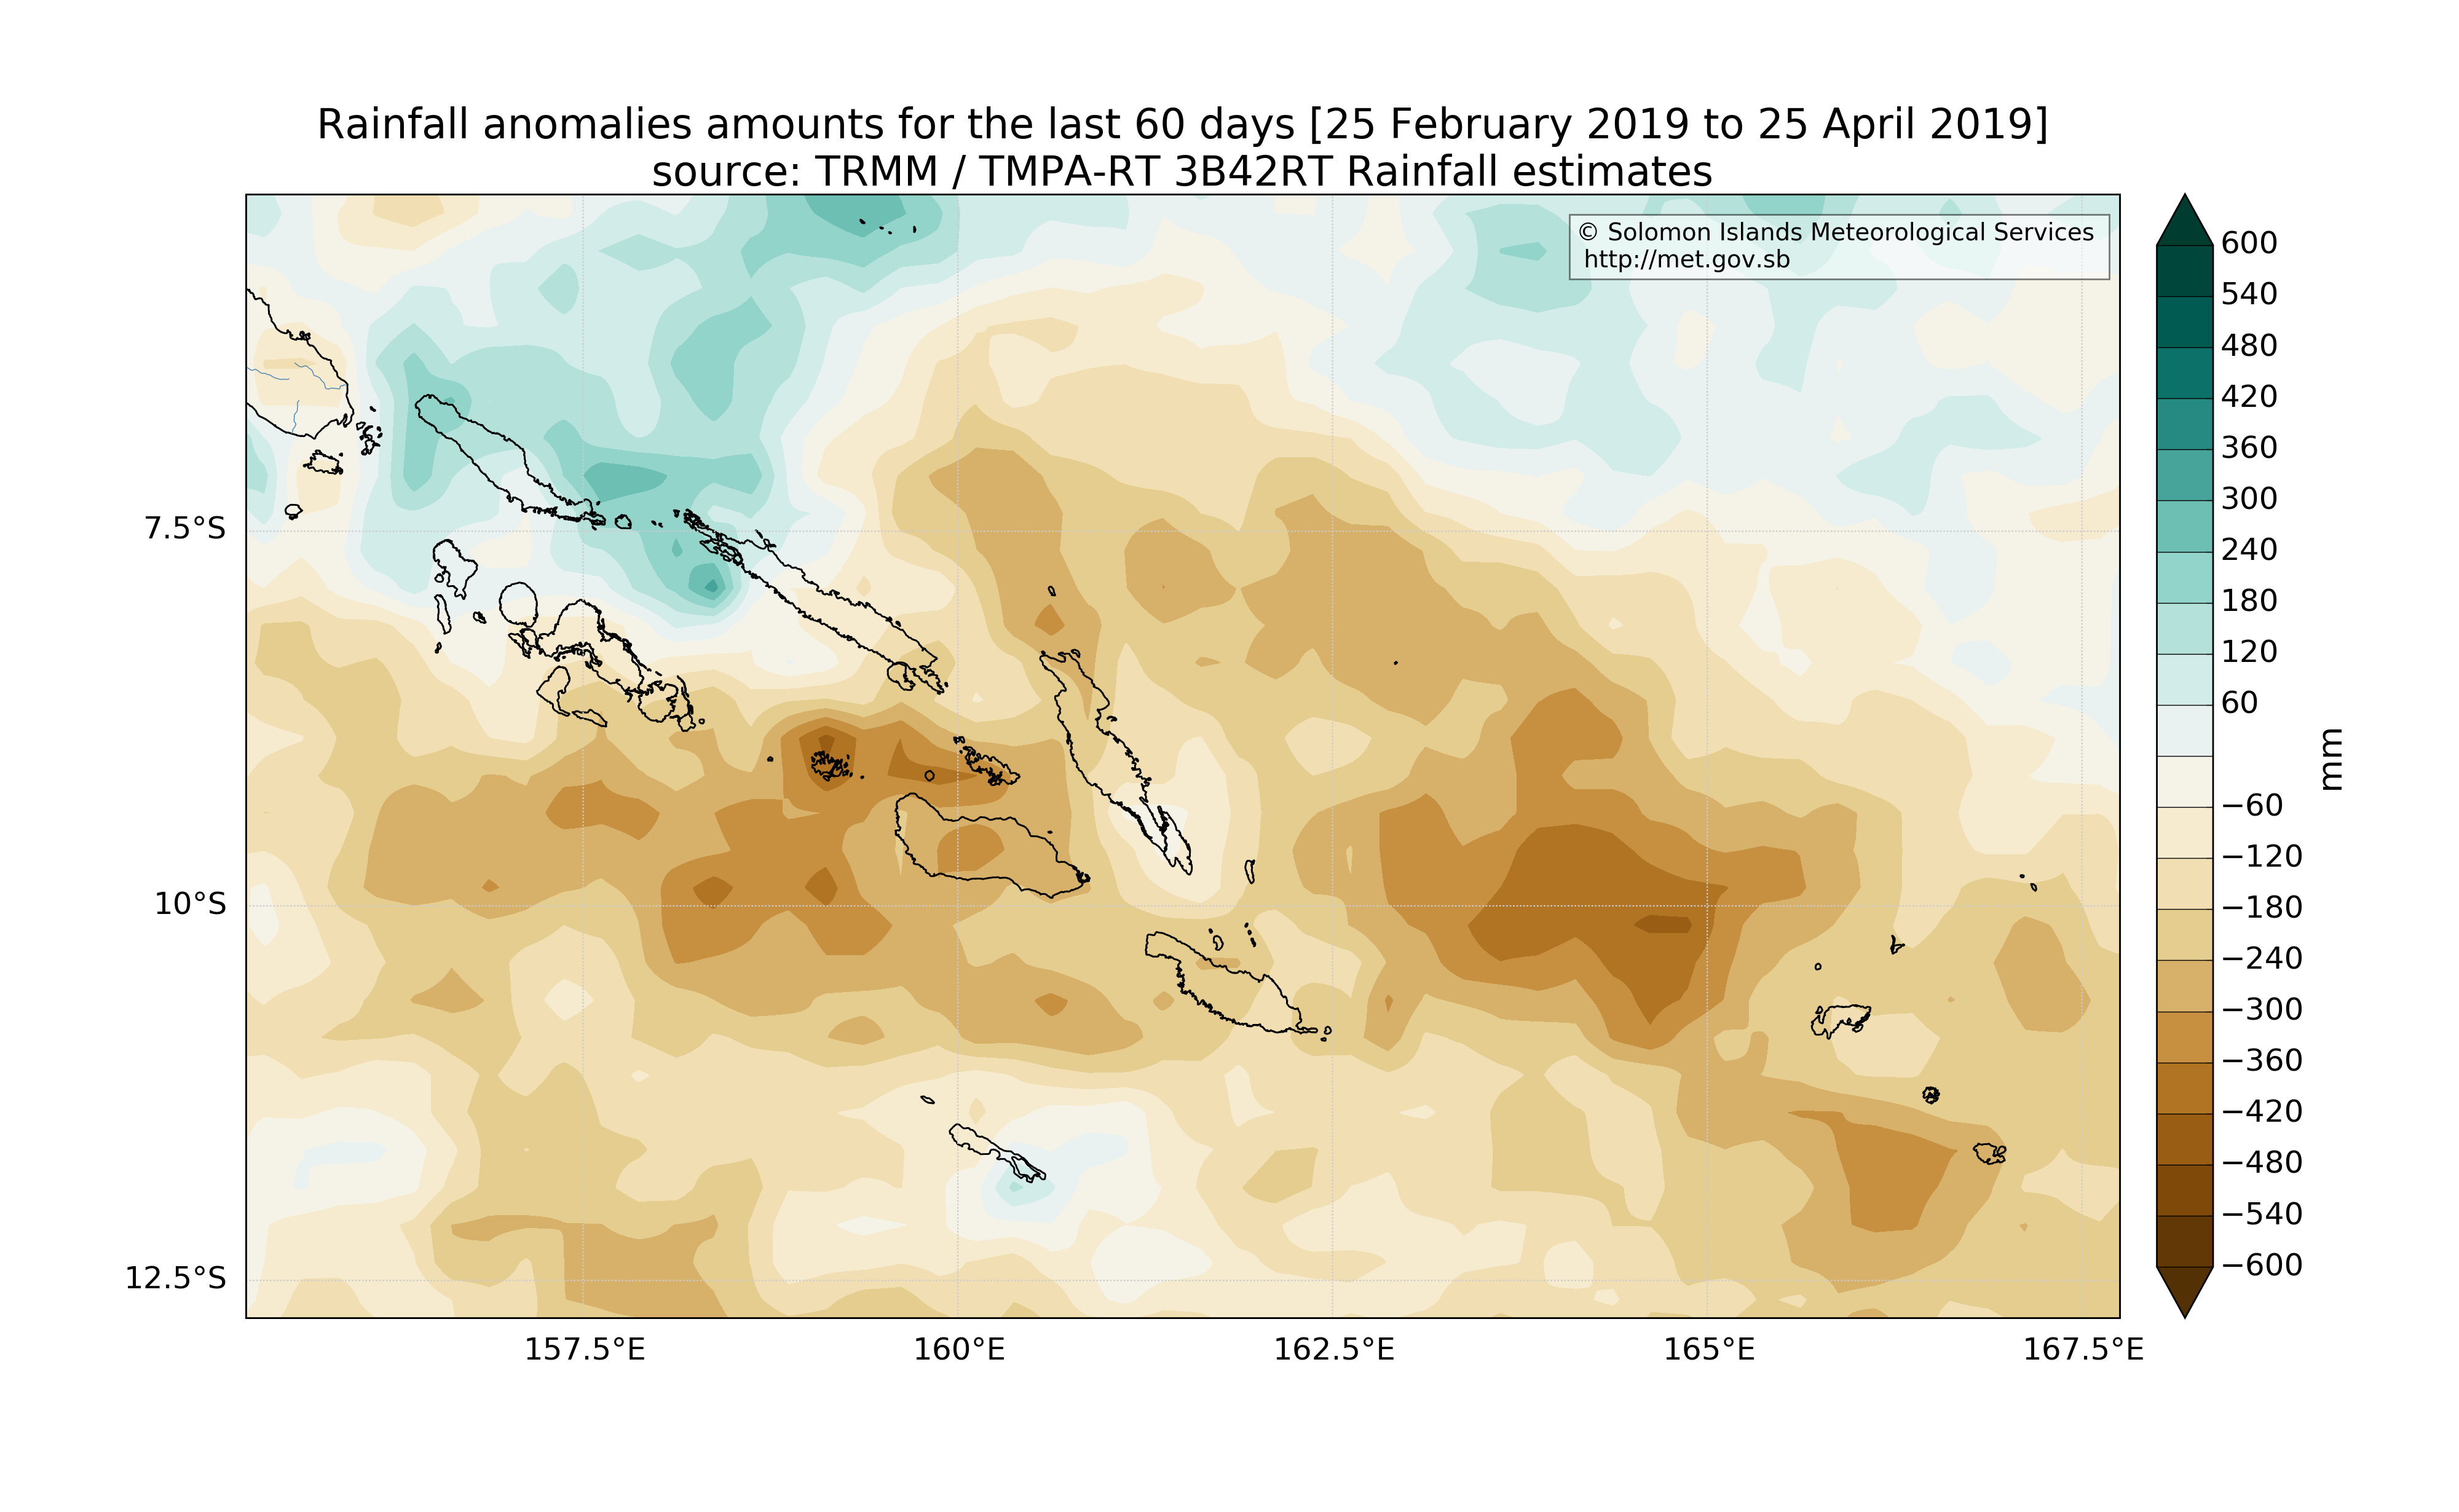 Rainfall anomalies amounts for the last 60 days [25 February 2019 to 25 April 2019]
source: TRMM / TMPA-RT 3B42RT Rainfall estimates
© Solomon Islands Meteorological Services
http://met.gov.sb
7.5°S
10°S
12.5°S
157.5°E
160°E
162.5°E
165°E
167.5°E
600
540
480
420
360
300
240
180
120
60
−60
−120
−180
−240
−300
−360
−420
−480
−540
−600
mm